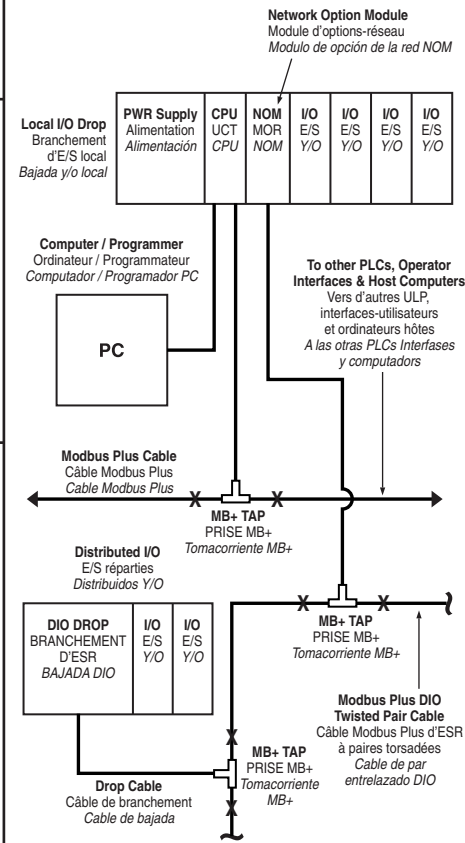 Network Option Module
Module d'options-réseau
Modulo de opción de la red NOM
Local I/O Drop
Branchement
d'E/S local
Bajada y/o local
PWR Supply
Alimentation
Alimentación
CPU
UCT
CPU
NOM
MOR
NOM
I/O
E/S
Y/O
I/O
E/S
Y/O
I/O
E/S
Y/O
I/O
E/S
Y/O
Computer / Programmer
Ordinateur / Programmateur
Computador / Programador PC
PC
To other PLCs, Operator
Interfaces & Host Computers
Vers d'autres ULP,
interfaces-utilisateurs
et ordinateurs hôtes
A las otras PLCs Interfases
y computadors
Modbus Plus Cable
Câble Modbus Plus
Cable Modbus Plus
X
X
MB+ TAP
PRISE MB+
Tomacorriente MB+
Distributed I/O
E/S réparties
Distribuidos Y/O
DIO DROP
BRANCHEMENT
D'ESR
BAJADA DIO
I/O
E/S
Y/O
I/O
E/S
Y/O
X
X
MB+ TAP
PRISE MB+
Tomacorriente MB+
Modbus Plus DIO
Twisted Pair Cable
Câble Modbus Plus d'ESR
à paires torsadées
Cable de par
entrelazado DIO
X
MB+ TAP
PRISE MB+
Tomacorriente
MB+
X
Drop Cable
Câble de branchement
Cable de bajada